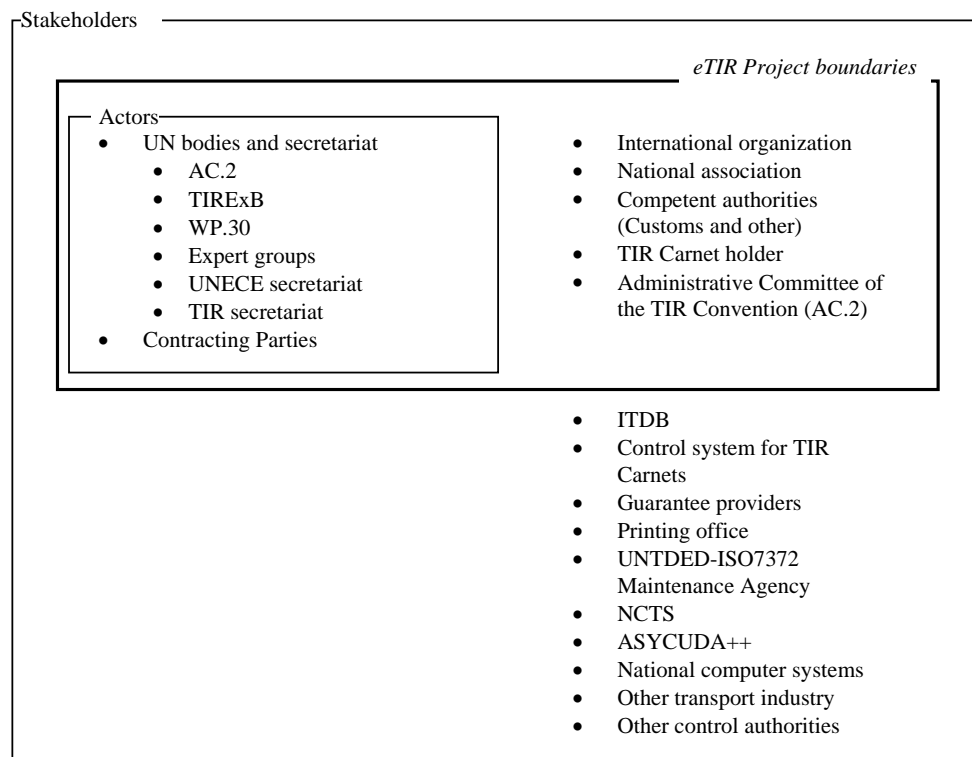 Stakeholders
eTIR Project boundaries
Actors
• UN bodies and secretariat
• AC.2
• TIRExB
• WP.30
• Expert groups
• UNECE secretariat
• TIR secretariat
• Contracting Parties
• International organization
• National association
• Competent authorities
(Customs and other)
• TIR Carnet holder
• Administrative Committee of
the TIR Convention (AC.2)
• ITDB
• Control system for TIR
Carnets
• Guarantee providers
• Printing office
• UNTDED-ISO7372
Maintenance Agency
• NCTS
• ASYCUDA++
• National computer systems
• Other transport industry
• Other control authorities